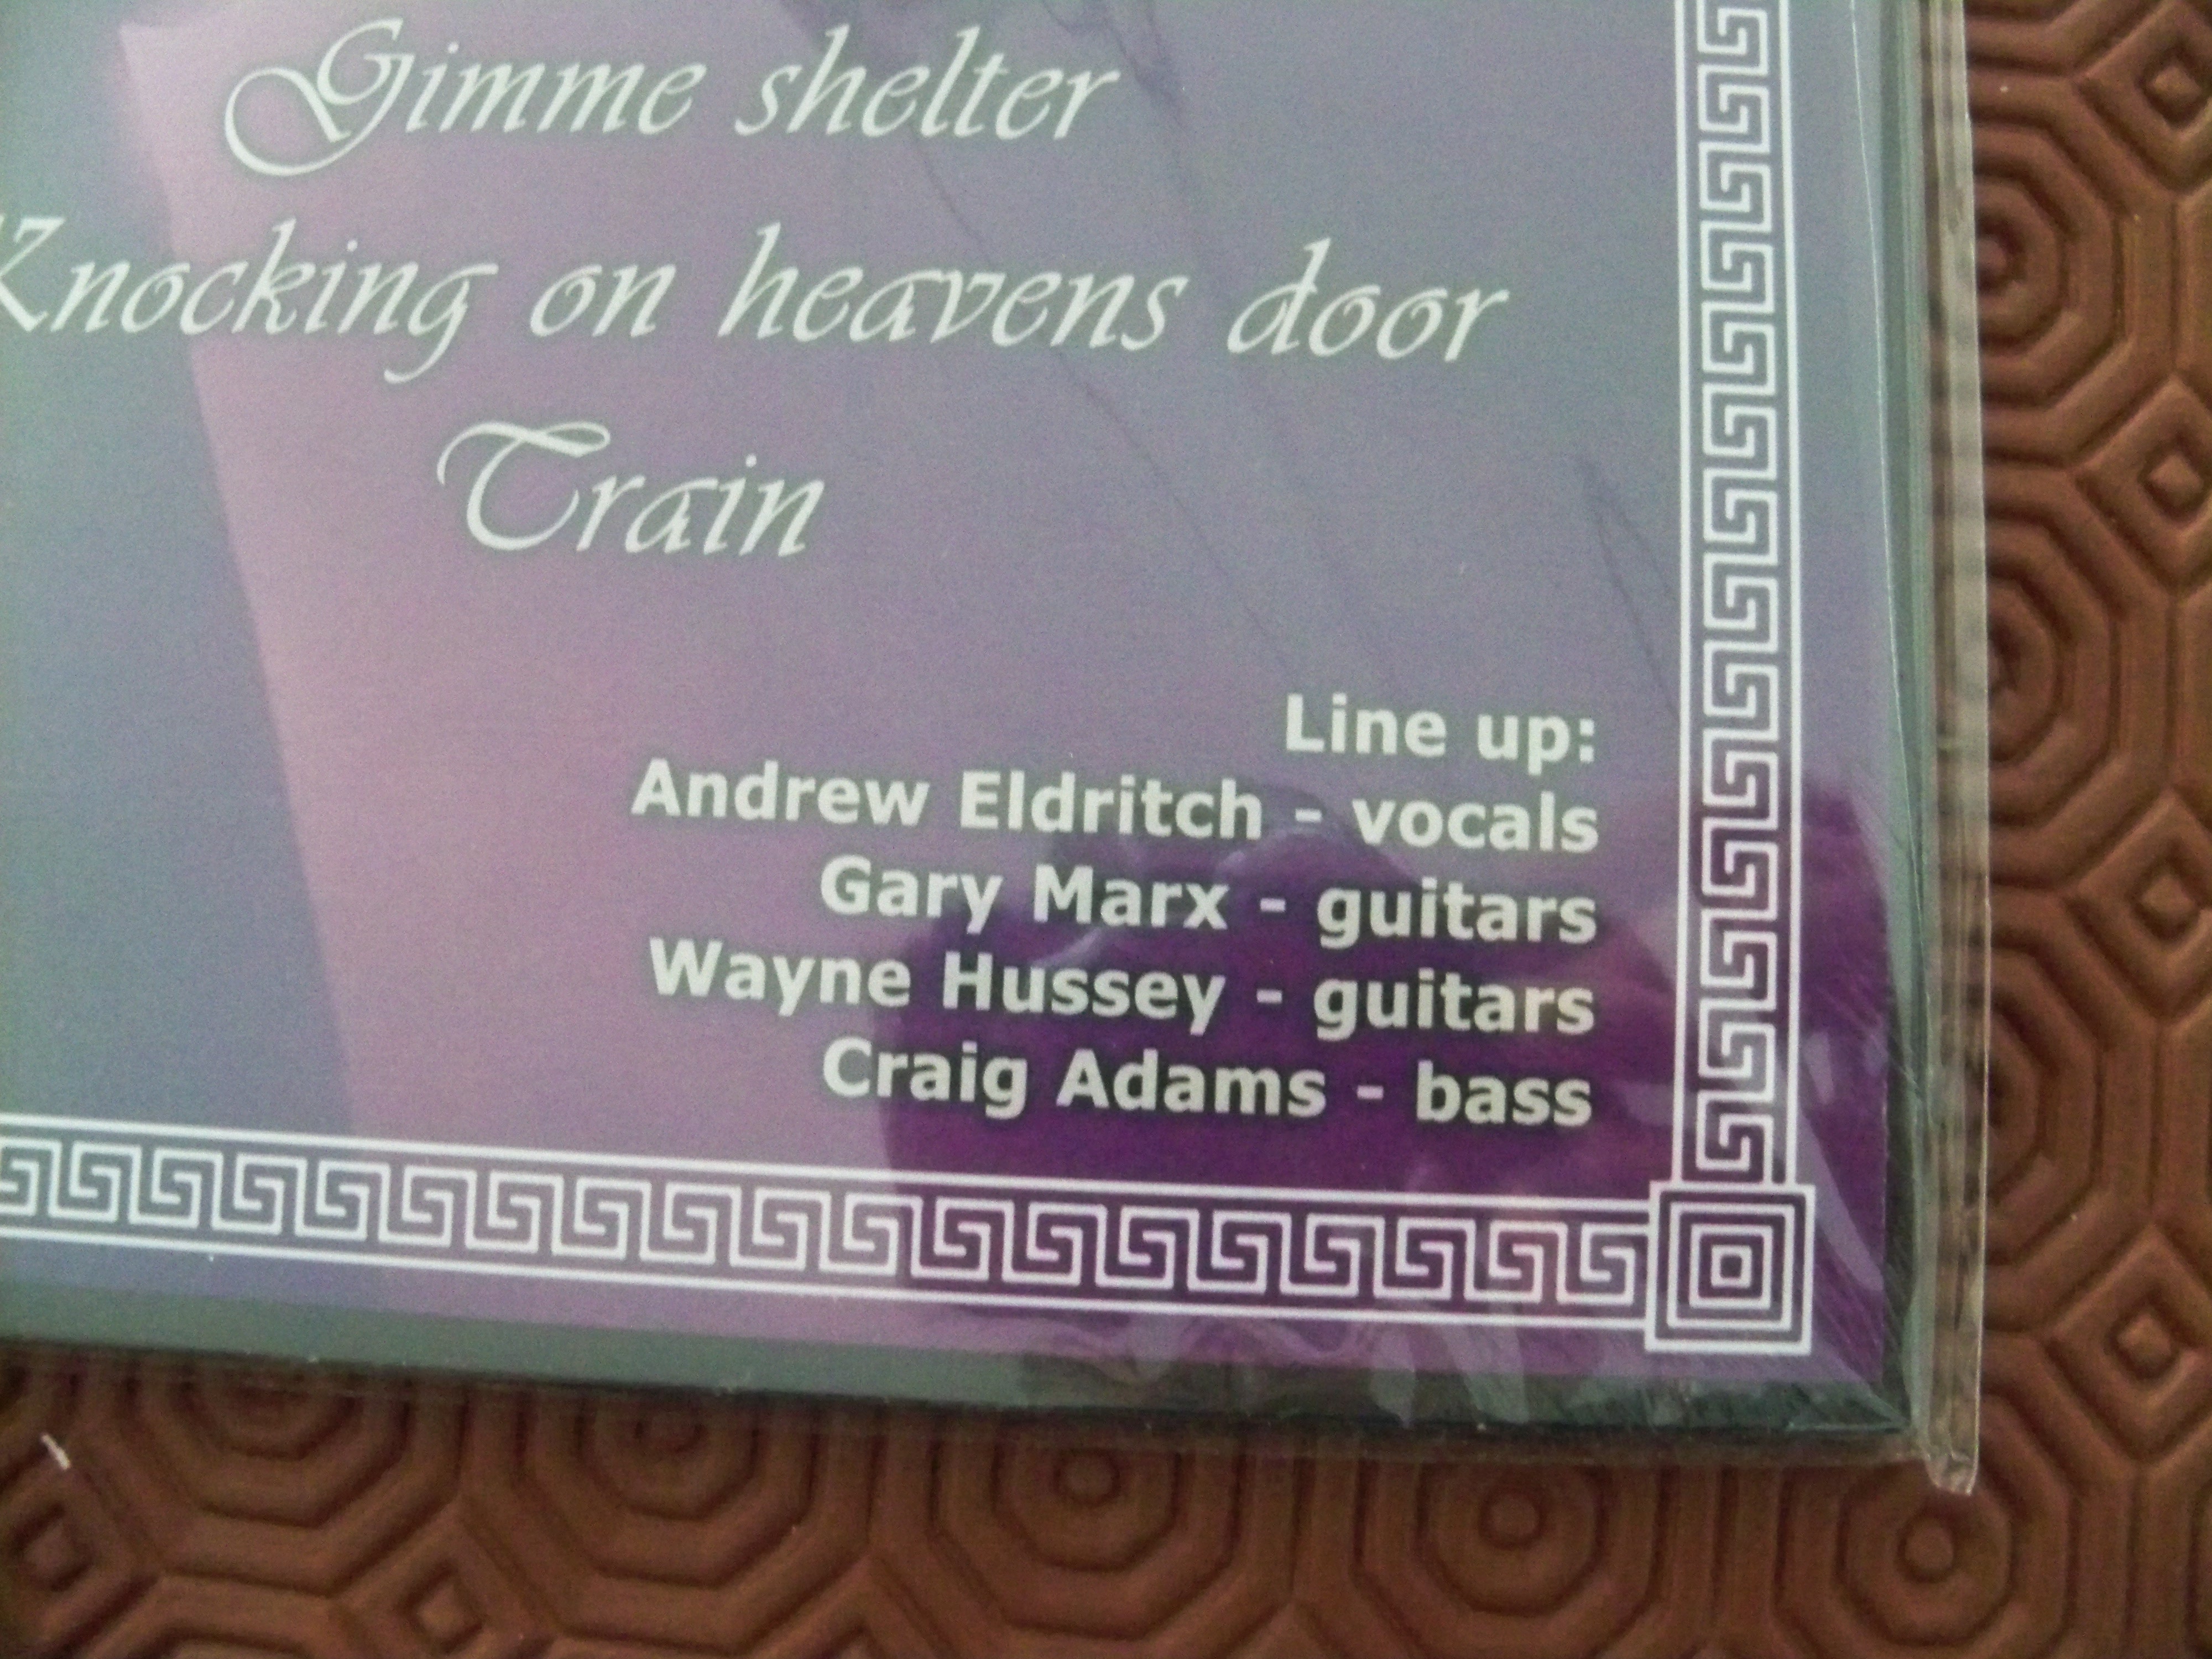 Gimme shelter
Knocking on heavens door
Train
Line up:
Andrew Eldritch - vocals
Gary Marx - guitars
Wayne Hussey - guitars
Craig Adams - bass